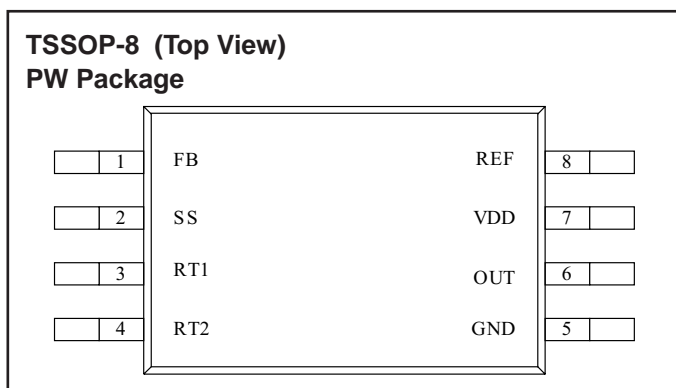 TSSOP-8 (Top View)
PW Package
1 FB REF 8
2 SS VDD 7
3 RT1 OUT 6
4 RT2 GND 5